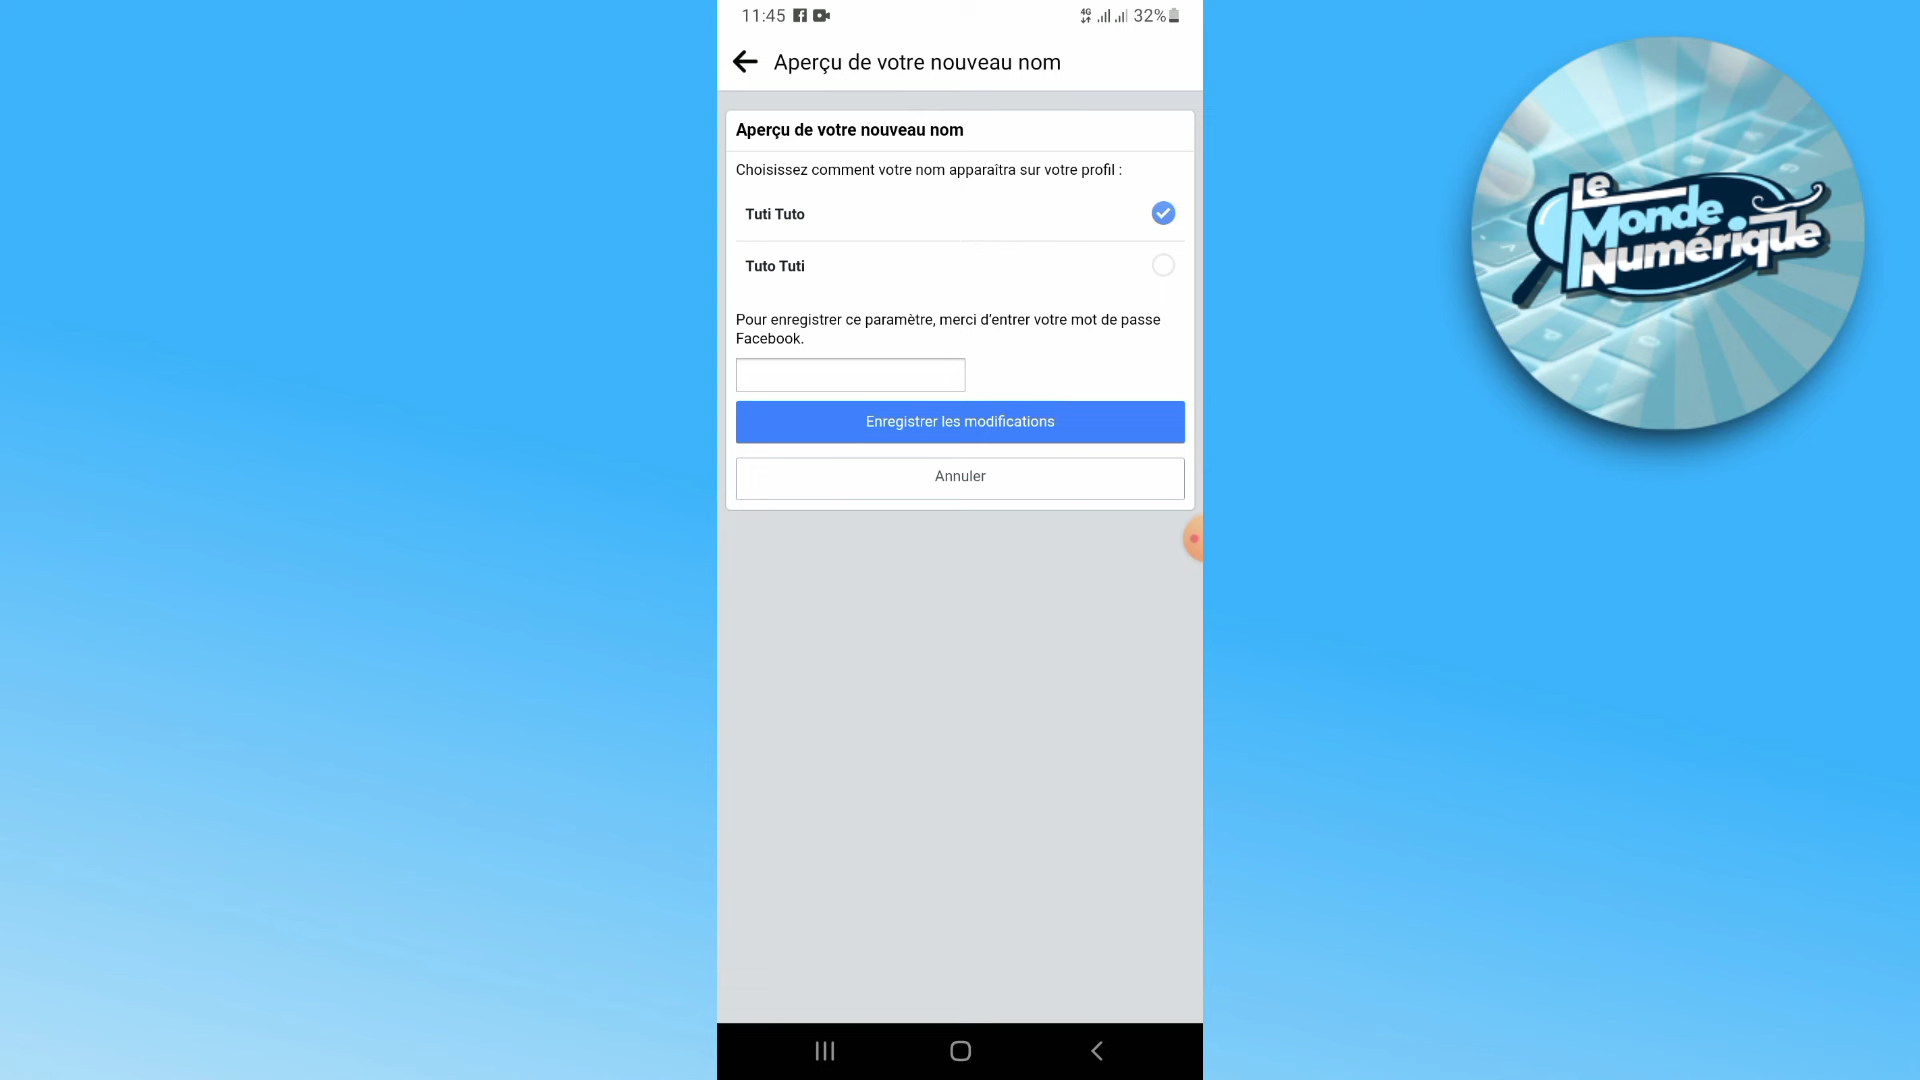 11:45
4G
32%
Aperçu de votre nouveau nom
Aperçu de votre nouveau nom
Choisissez comment votre nom apparaîtra sur votre profil :
Tuti Tuto
Tuto Tuti
Pour enregistrer ce paramètre, merci d'entrer votre mot de passe
Facebook.
Enregistrer les modifications
Annuler
Le
Monde
Numérique